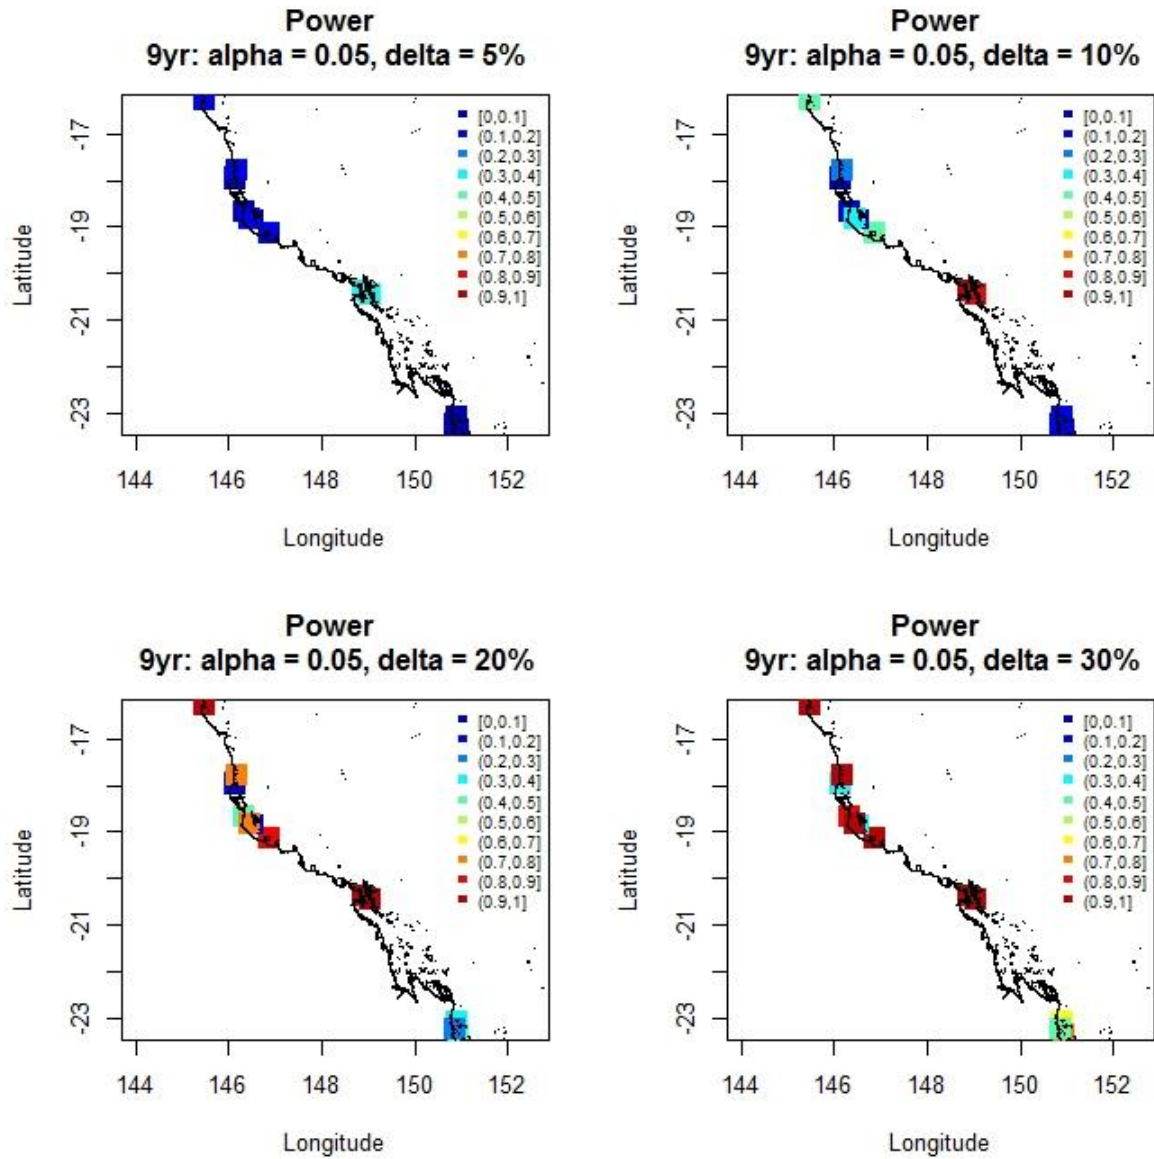 Power
9yr: alpha = 0.05, delta = 5%
[0,0.1]
(0.1,0.2]
(0.2,0.3]
(0.3,0.4]
(0.4,0.5]
(0.5,0.6]
(0.6,0.7]
(0.7,0.8]
(0.8,0.9]
(0.9,1]
Latitude
-17
-19
-21
-23
144 146 148 150 152
Longitude
Power
9yr: alpha = 0.05, delta = 10%
[0,0.1]
(0.1,0.2]
(0.2,0.3]
(0.3,0.4]
(0.4,0.5]
(0.5,0.6]
(0.6,0.7]
(0.7,0.8]
(0.8,0.9]
(0.9,1]
Latitude
-17
-19
-21
-23
144 146 148 150 152
Longitude
Power
9yr: alpha = 0.05, delta = 20%
[0,0.1]
(0.1,0.2]
(0.2,0.3]
(0.3,0.4]
(0.4,0.5]
(0.5,0.6]
(0.6,0.7]
(0.7,0.8]
(0.8,0.9]
(0.9,1]
Latitude
-17
-19
-21
-23
144 146 148 150 152
Longitude
Power
9yr: alpha = 0.05, delta = 30%
[0,0.1]
(0.1,0.2]
(0.2,0.3]
(0.3,0.4]
(0.4,0.5]
(0.5,0.6]
(0.6,0.7]
(0.7,0.8]
(0.8,0.9]
(0.9,1]
Latitude
-17
-19
-21
-23
144 146 148 150 152
Longitude